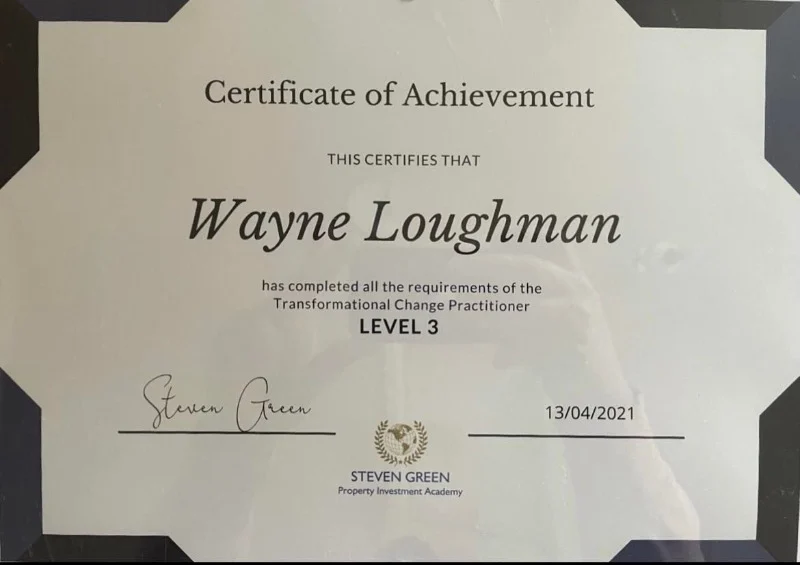 Certificate of Achievement
THIS CERTIFIES THAT
Wayne Loughman
has completed all the requirements of the
Transformational Change Practitioner
LEVEL 3
Steven Green
13/04/2021
STEVEN GREEN
Property Investment Academy